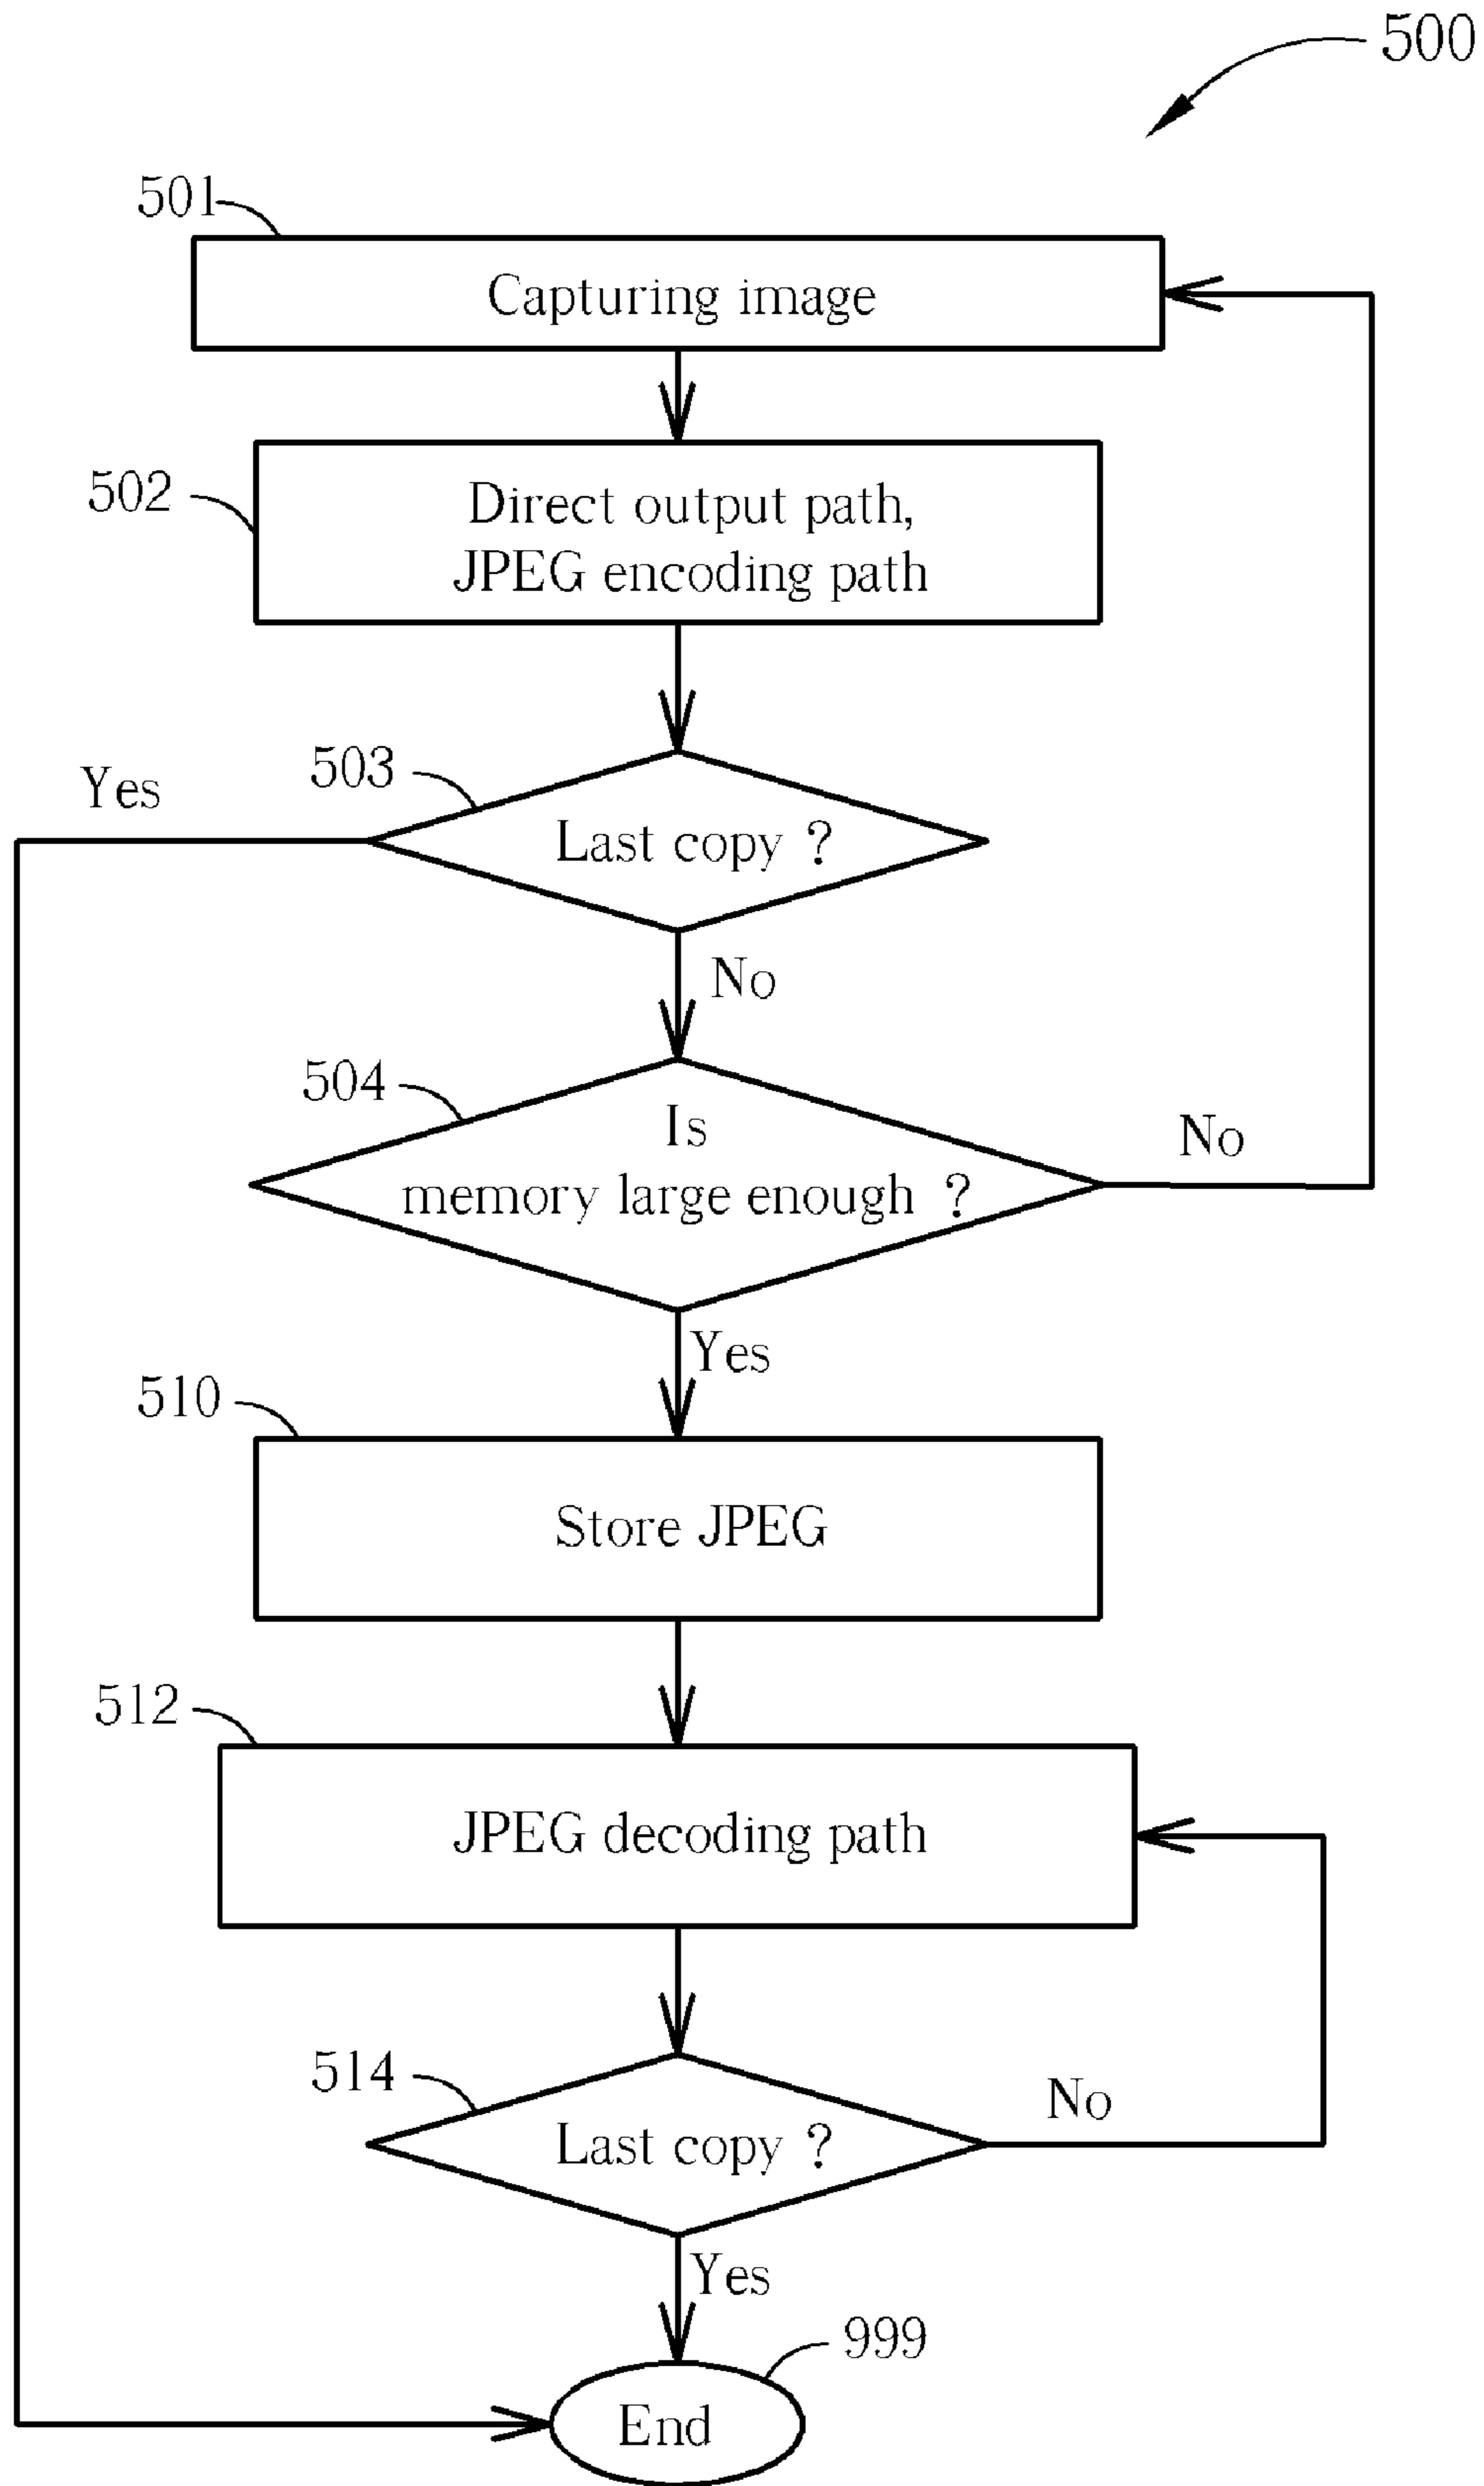 500
501
Capturing image
502
Direct output path,
JPEG encoding path
503
Yes
Last copy ?
No
504
Is
memory large enough ?
No
Yes
510
Store JPEG
512
JPEG decoding path
514
Last copy ?
No
Yes
999
End